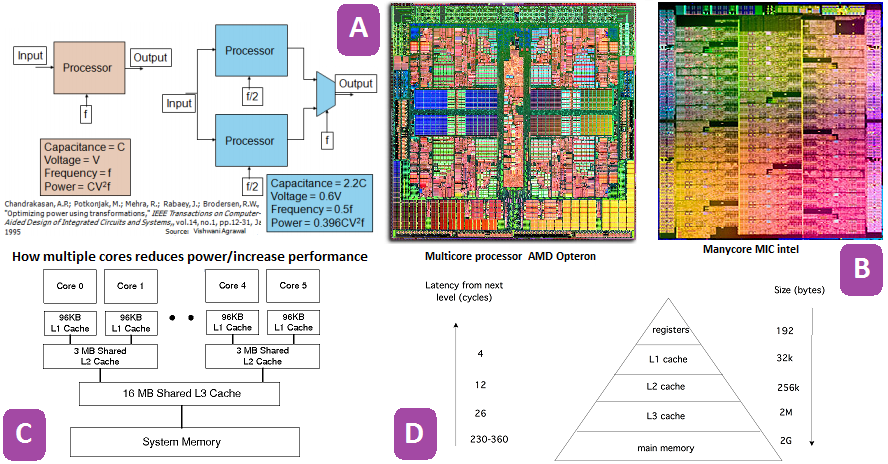 A
Input
Processor
Output
f
Capacitance = C
Voltage = V
Frequency = f
Power = CV²f
Processor
f/2
Input
Output
Processor
f
f/2
Capacitance = 2.2C
Voltage = 0.6V
Frequency = 0.5f
Power = 0.396CV²f
Chandrakasan, A.P.; Potkonjak, M.; Mehra, R.; Rabaey, J.; Brodersen, R.W.,
"Optimizing power using transformations," IEEE Transactions on Computer-
Aided Design of Integrated Circuits and Systems, vol.14, no.1, pp.12-31, Ja
1995
Source: Vishwani Agrawal
How multiple cores reduces power/increase performance
Multicore processor AMD Opteron
Manycore MIC intel
B
Core 0
Core 1
Core 4
Core 5
96KB
L1 Cache
96KB
L1 Cache
96KB
L1 Cache
96KB
L1 Cache
3 MB Shared
L2 Cache
3 MB Shared
L2 Cache
16 MB Shared L3 Cache
System Memory
C
Latency from next
level (cycles)
4
12
26
230-360
D
registers
L1 cache
L2 cache
L3 cache
main memory
Size (bytes)
192
32k
256k
2M
2G